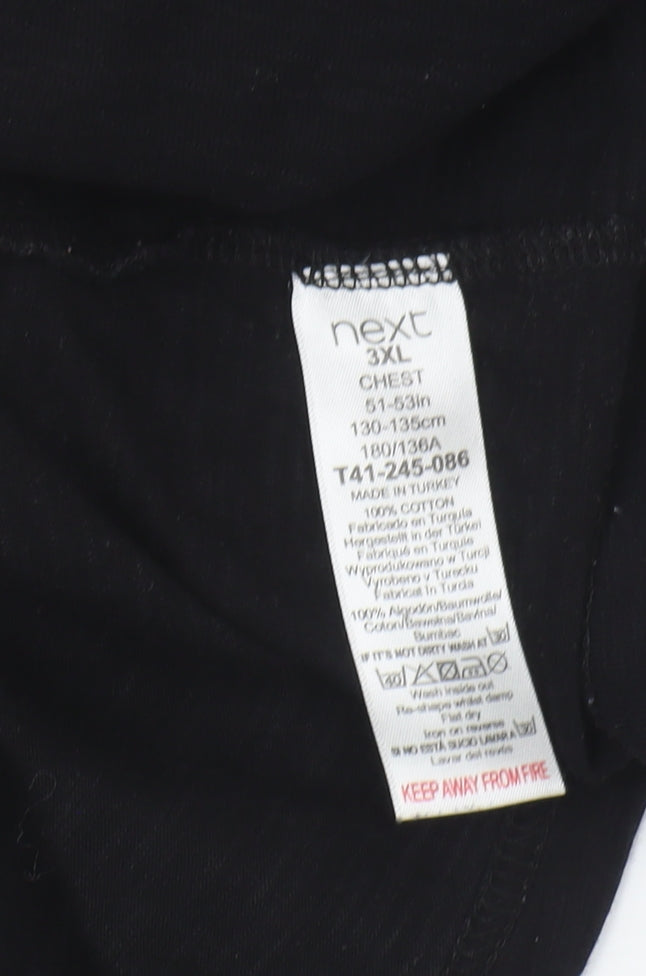 next
3XL
CHEST
51-53in
130-135cm
180/136A
T41-245-086
MADE IN TURKEY
100% COTTON
Fabricado en Turquía
Hergestellt in der Türkei
Fabriqué en Turquie
Wyprodukowano w Turcji
Vyrobeno v Turecku
Fabricat în Turcia
100% Algodón/Baumwolle/
Coton/Bawełna/Bavlna/
Bumbac
IF IT'S NOT DIRTY WASH AT 30
40
Wash inside out
Re-shape whilst damp
Flat dry
Iron on reverse
SI NO ESTÁ SUCIO LAVAR A 30
Lavar del revés
KEEP AWAY FROM FIRE